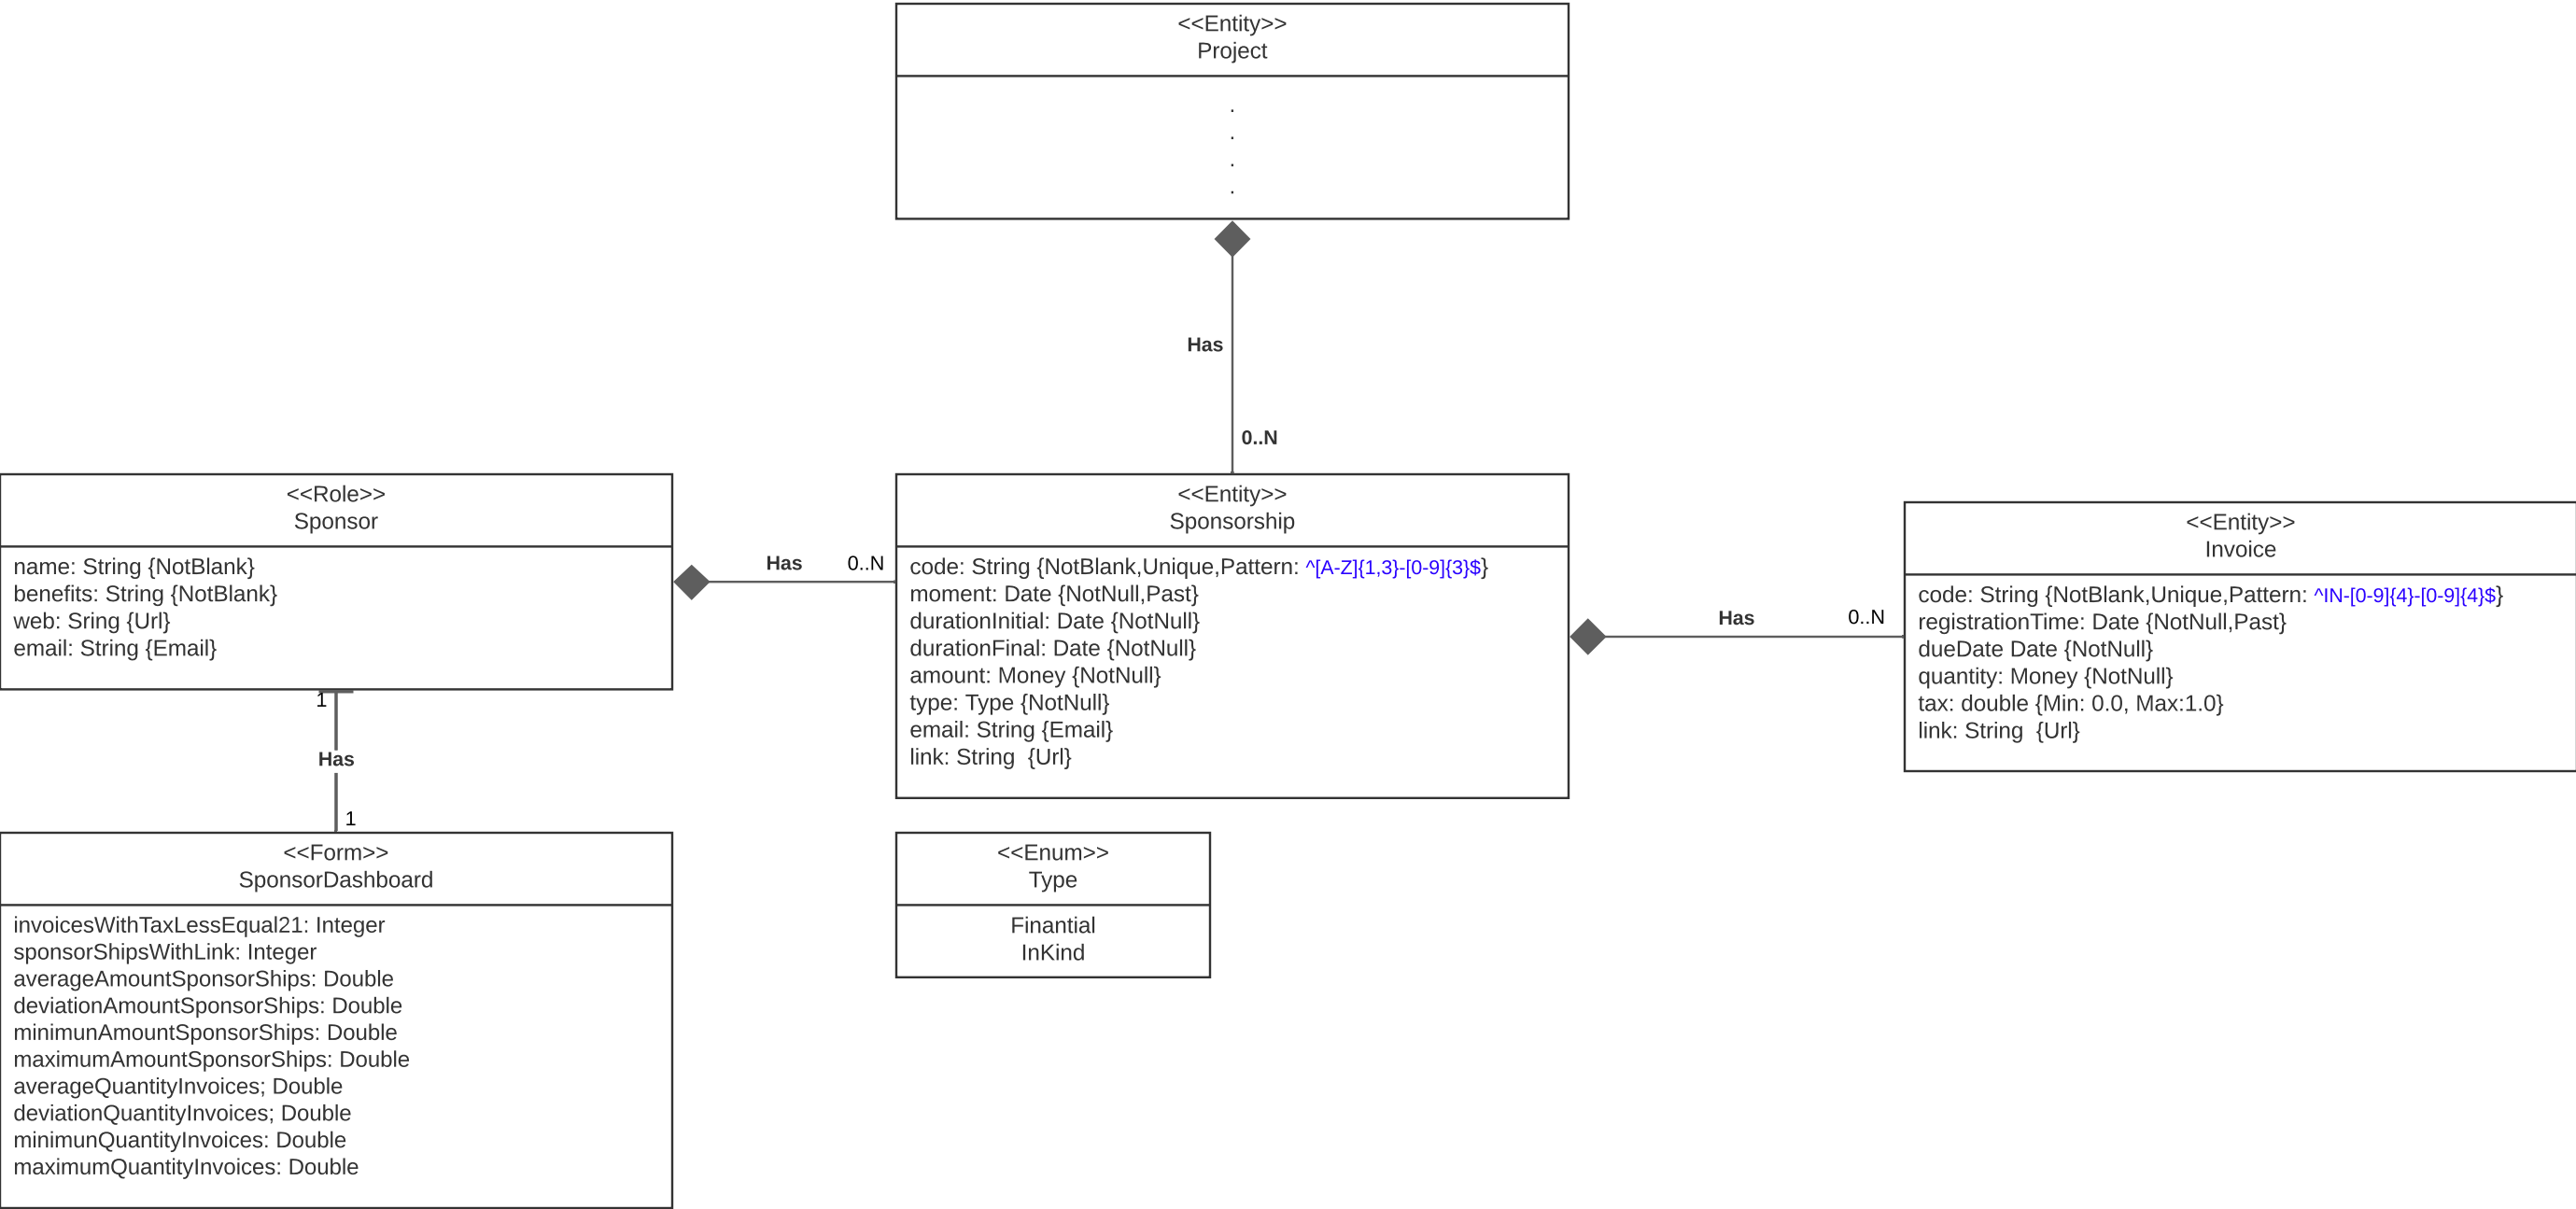 <<Entity>>
Project
.
.
.
.
Has
0..N
<<Role>>
Sponsor
name: String {NotBlank}
benefits: String {NotBlank}
web: Sring {Url}
email: String {Email}
Has
0..N
<<Entity>>
Sponsorship
code: String {NotBlank,Unique,Pattern: ^[A-Z]{1,3}-[0-9]{3}$}
moment: Date {NotNull,Past}
durationInitial: Date {NotNull}
durationFinal: Date {NotNull}
amount: Money {NotNull}
type: Type {NotNull}
email: String {Email}
link: String  {Url}
Has
0..N
<<Entity>>
Invoice
code: String {NotBlank,Unique,Pattern: ^IN-[0-9]{4}-[0-9]{4}$}
registrationTime: Date {NotNull,Past}
dueDate Date {NotNull}
quantity: Money {NotNull}
tax: double {Min: 0.0, Max:1.0}
link: String  {Url}
1
Has
1
<<Form>>
SponsorDashboard
invoicesWithTaxLessEqual21: Integer
sponsorShipsWithLink: Integer
averageAmountSponsorShips: Double
deviationAmountSponsorShips: Double
minimunAmountSponsorShips: Double
maximumAmountSponsorShips: Double
averageQuantityInvoices; Double
deviationQuantityInvoices; Double
minimunQuantityInvoices: Double
maximumQuantityInvoices: Double
<<Enum>>
Type
Finantial
InKind